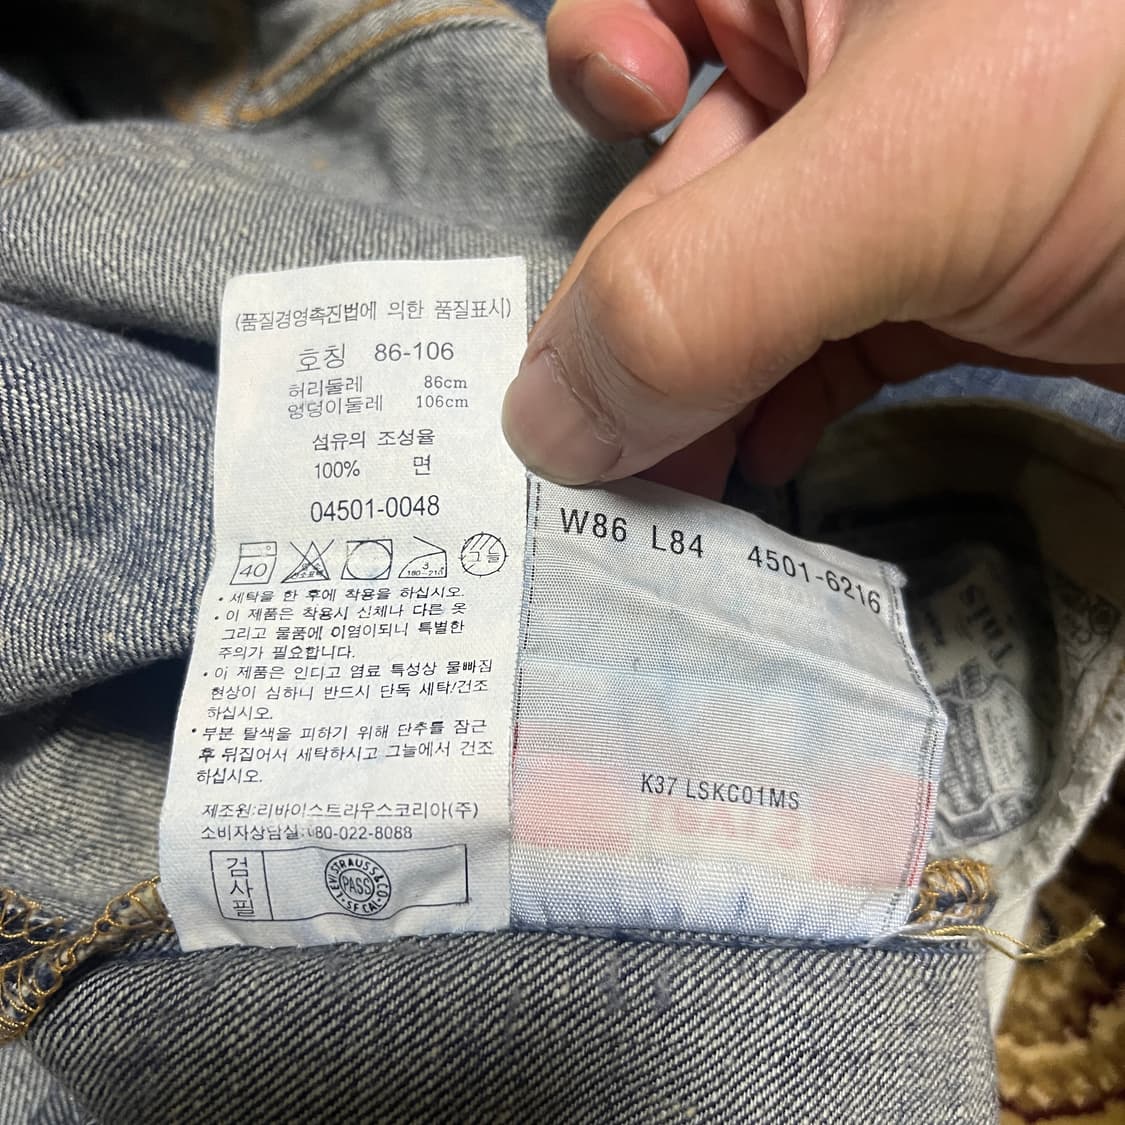 (품질경영촉진법에 의한 품질표시)
호칭 86-106
허리둘레 86cm
엉덩이둘레 106cm
섬유의 조성율
100% 면
04501-0048
40
180~210
그늘
• 세탁을 한 후에 착용을 하십시오.
• 이 제품은 착용시 신체나 다른 옷
그리고 물품에 이염이되니 특별한
주의가 필요합니다.
• 이 제품은 인디고 염료 특성상 물빠짐
현상이 심하니 반드시 단독 세탁/건조
하십시오.
• 부분 탈색을 피하기 위해 단추를 잠근
후 뒤집어서 세탁하시고 그늘에서 건조
하십시오.
제조원:리바이스트라우스코리아(주)
소비자상담실:080-022-8088
검사필
LEVI STRAUSS & CO.
PASS
S.F CAL.
W86 L84 4501-6216
K37 LSKC01MS